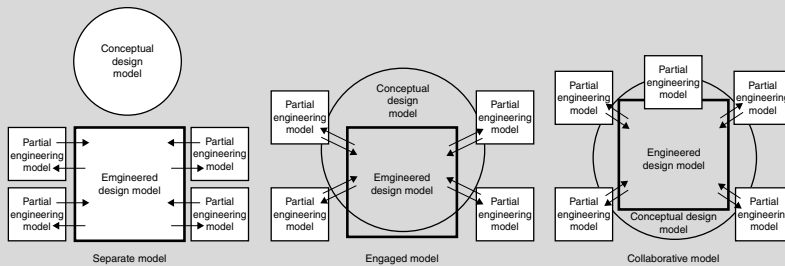 Conceptual
design
model
Partial
engineering
model
Partial
engineering
model
Emgineered design model
Partial
engineering
model
Partial
engineering
model
Separate model
Conceptual
design
model
Partial
engineering
model
Partial
engineering
model
Emgineered
design model
Partial
engineering
model
Partial
engineering
model
Engaged model
Partial
engineering
model
Partial
engineering
model
Partial
engineering
model
Engineered
design model
Partial
engineering
model
Partial
engineering
model
Conceptual design model
Collaborative model